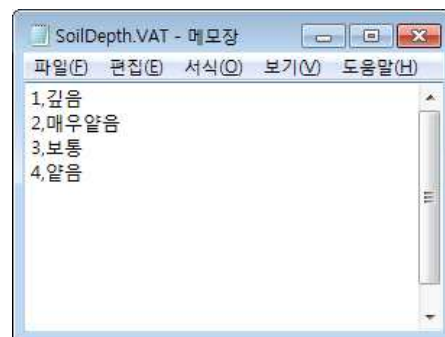 SoilDepth.VAT - 메모장
파일(F) 편집(E) 서식(O) 보기(V) 도움말(H)
1,깊음
2,매우얕음
3,보통
4,얕음